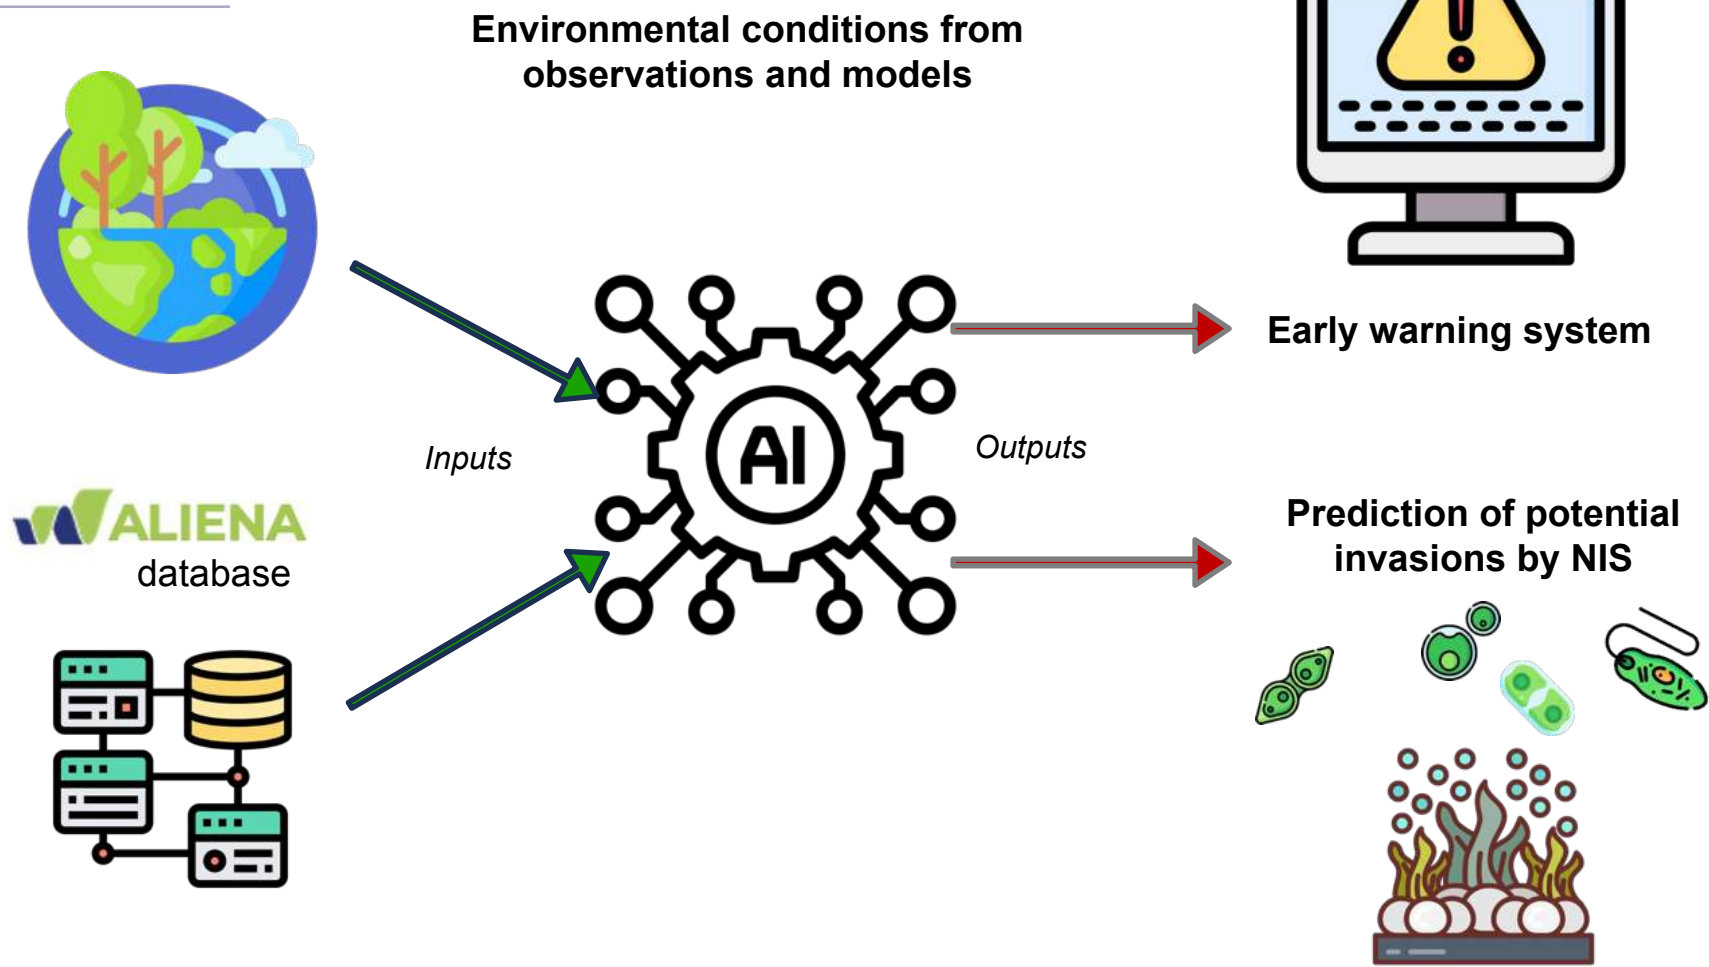 Environmental conditions from
observations and models
Early warning system
Inputs
AI
Outputs
ALIENA
database
Prediction of potential
invasions by NIS